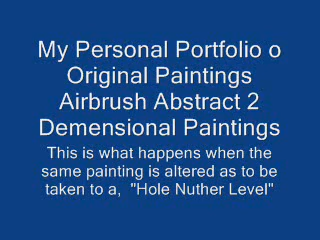 My Personal Portfolio o
Original Paintings
Airbrush Abstract 2
Demensional Paintings
This is what happens when the
same painting is altered as to be
taken to a,  "Hole Nuther Level"